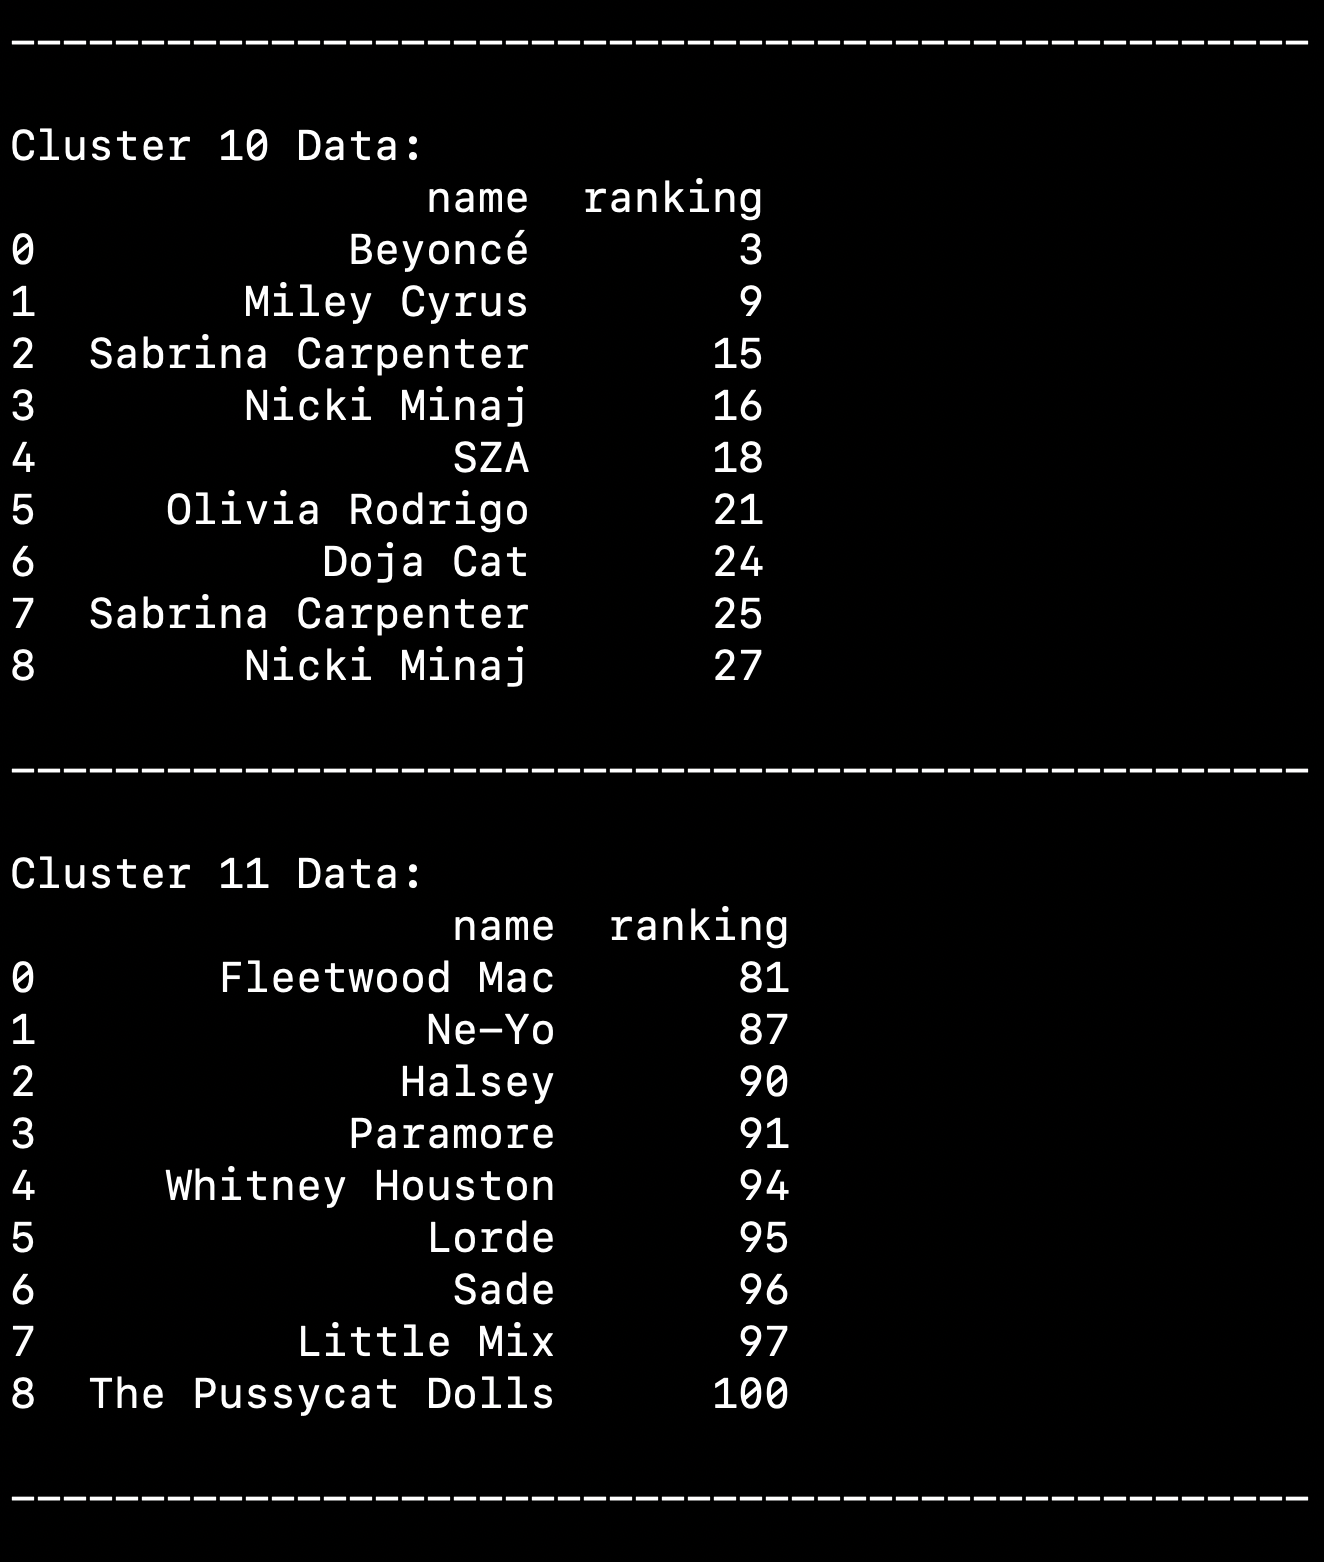 --------------------------------------------------
Cluster 10 Data:
                name  ranking
0            Beyoncé        3
1        Miley Cyrus        9
2  Sabrina Carpenter       15
3        Nicki Minaj       16
4                SZA       18
5     Olivia Rodrigo       21
6           Doja Cat       24
7  Sabrina Carpenter       25
8        Nicki Minaj       27
--------------------------------------------------
Cluster 11 Data:
                 name  ranking
0       Fleetwood Mac       81
1               Ne-Yo       87
2              Halsey       90
3            Paramore       91
4     Whitney Houston       94
5               Lorde       95
6                Sade       96
7          Little Mix       97
8  The Pussycat Dolls      100
--------------------------------------------------